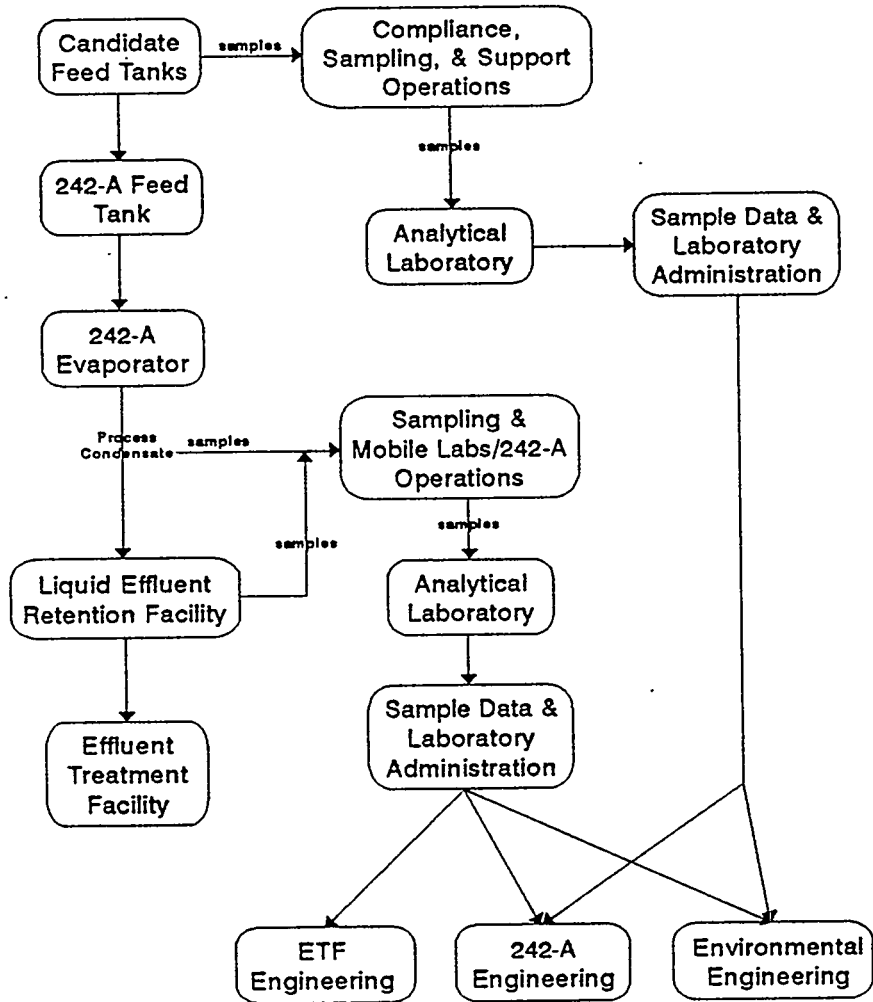 Candidate
Feed Tanks
samples
Compliance,
Sampling, & Support
Operations
samples
242-A Feed
Tank
Analytical
Laboratory
Sample Data &
Laboratory
Administration
242-A
Evaporator
Process
Condensate
samples
Sampling &
Mobile Labs/242-A
Operations
samples
samples
Liquid Effluent
Retention Facility
Analytical
Laboratory
Effluent
Treatment
Facility
Sample Data &
Laboratory
Administration
ETF
Engineering
242-A
Engineering
Environmental
Engineering